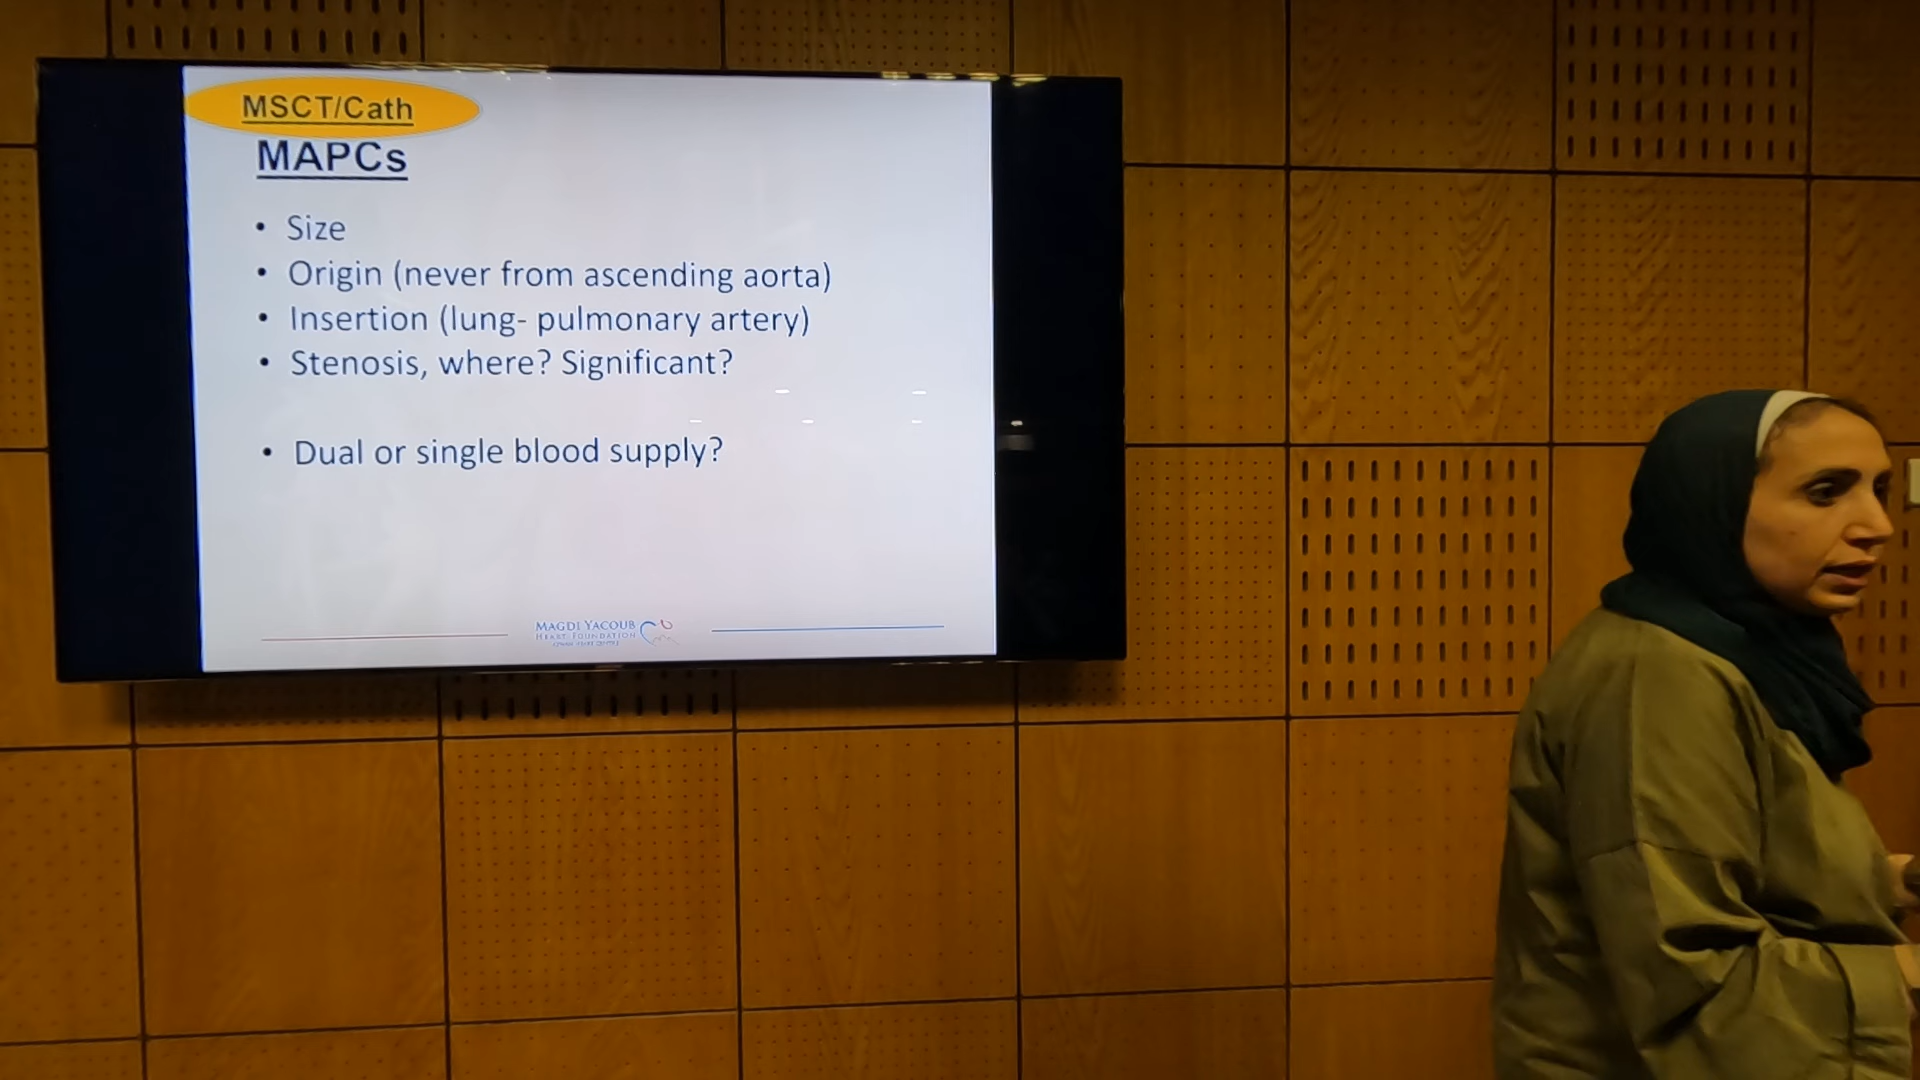 MSCT/Cath
MAPCs
• Size
• Origin (never from ascending aorta)
• Insertion (lung- pulmonary artery)
• Stenosis, where? Significant?
• Dual or single blood supply?
MAGDI YACOUB
HEART FOUNDATION